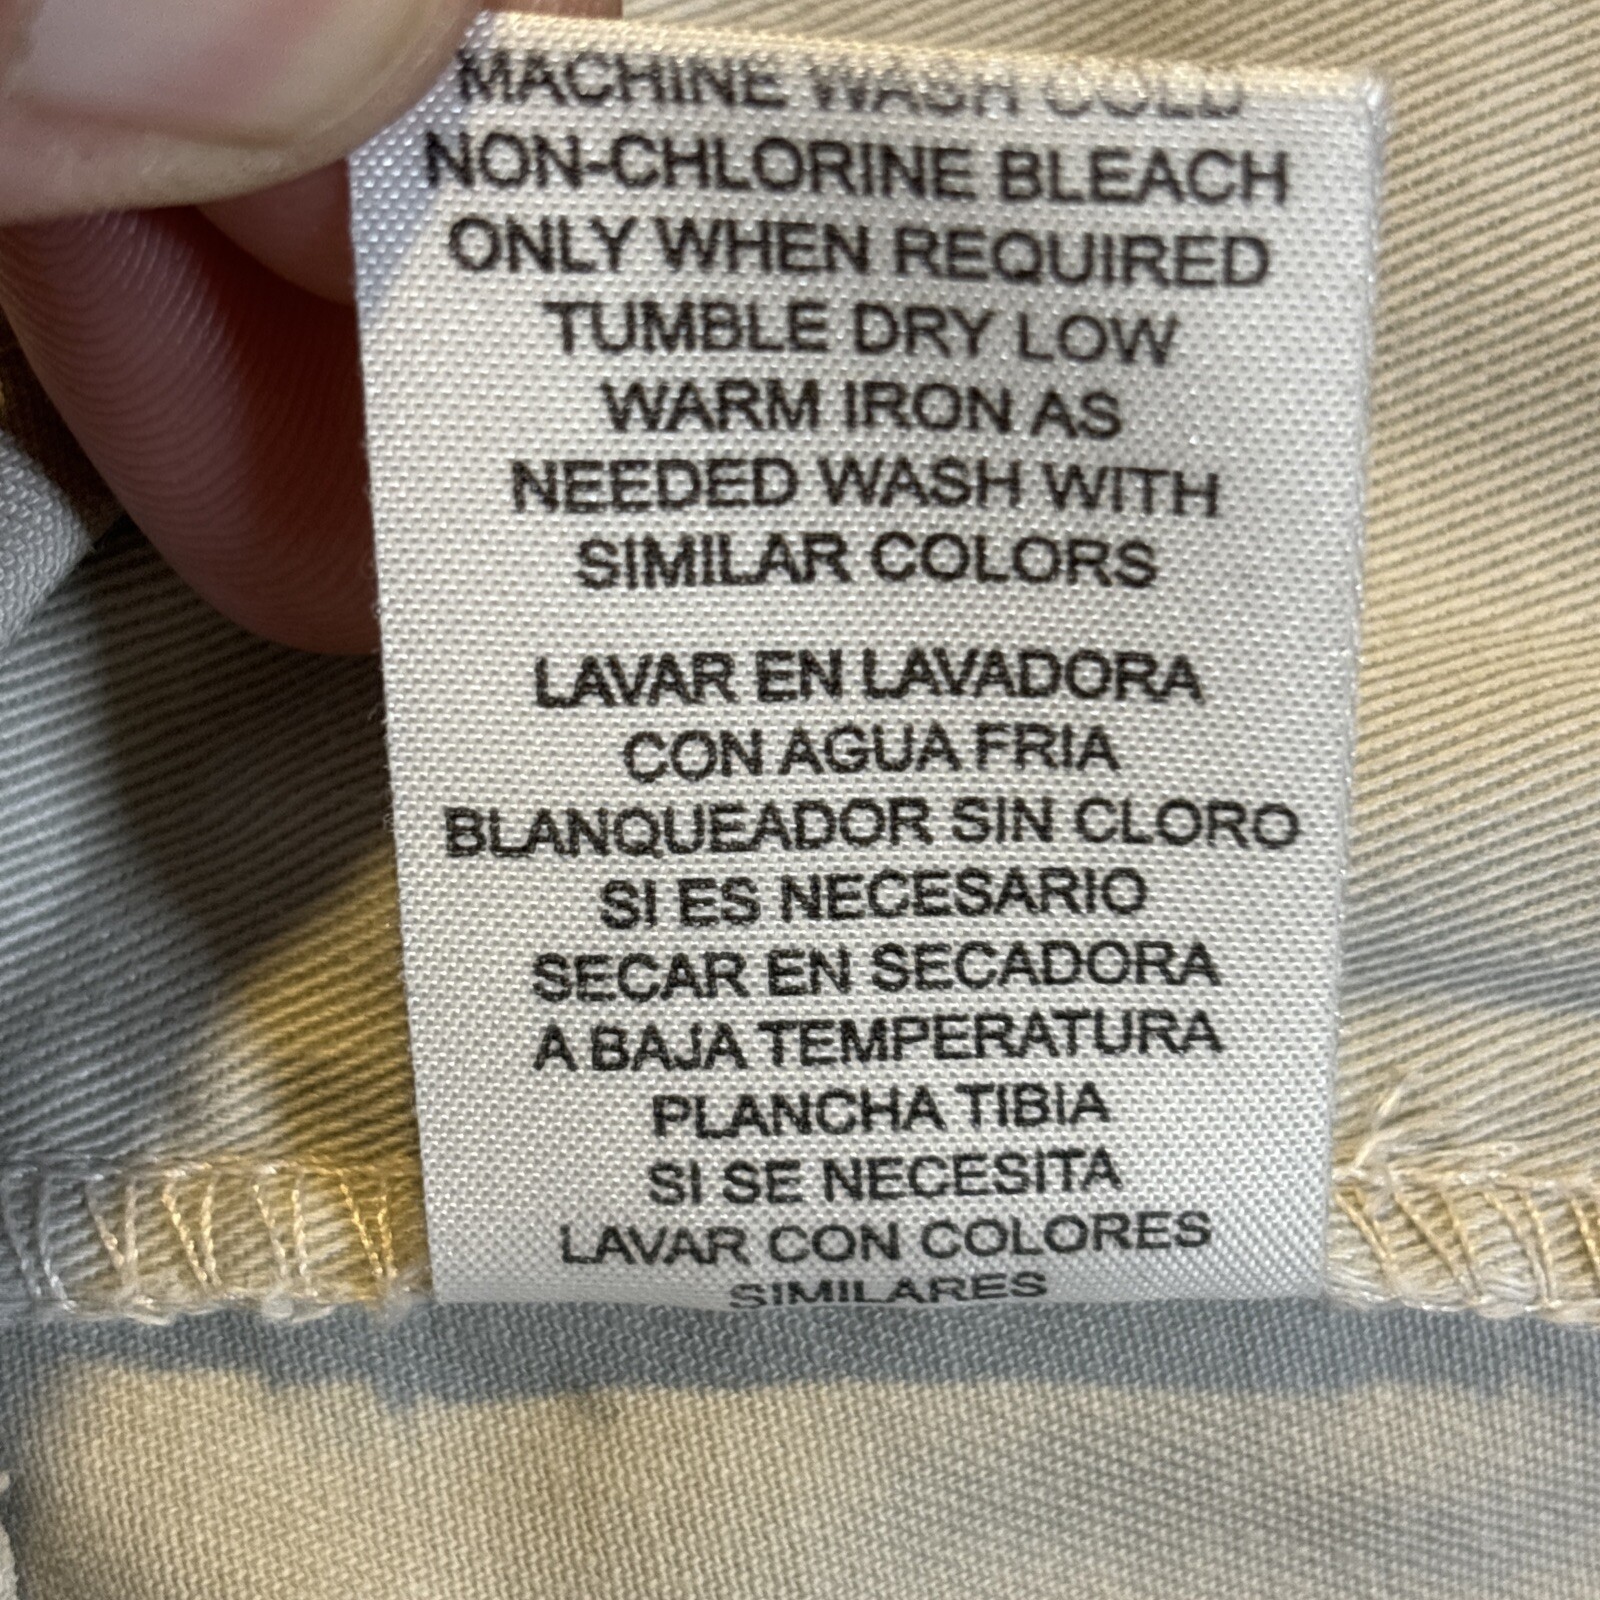 MACHINE WASH COLD
NON-CHLORINE BLEACH
ONLY WHEN REQUIRED
TUMBLE DRY LOW
WARM IRON AS
NEEDED WASH WITH
SIMILAR COLORS
LAVAR EN LAVADORA
CON AGUA FRIA
BLANQUEADOR SIN CLORO
SI ES NECESARIO
SECAR EN SECADORA
A BAJA TEMPERATURA
PLANCHA TIBIA
SI SE NECESITA
LAVAR CON COLORES
SIMILARES